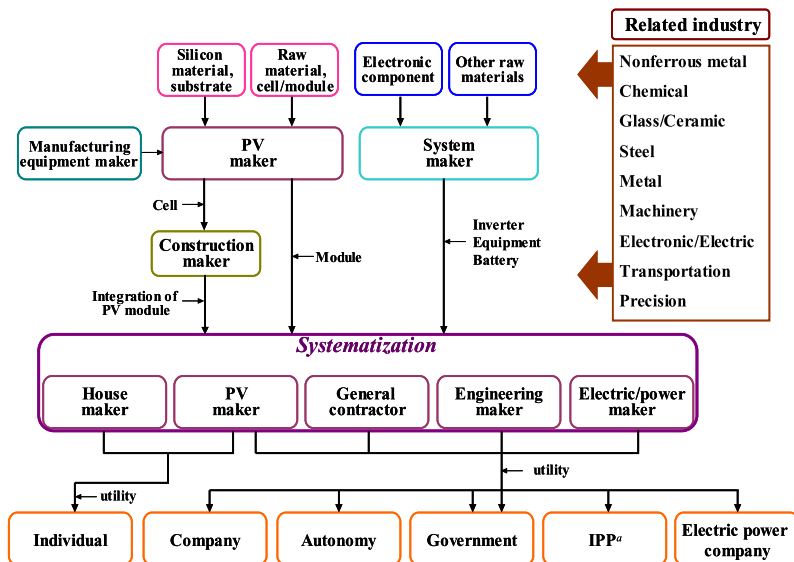 Related industry
Silicon
material,
substrate
Raw
material,
cell/module
Electronic
component
Other raw
materials
Nonferrous metal
Chemical
Glass/Ceramic
Steel
Metal
Machinery
Electronic/Electric
Transportation
Precision
Manufacturing
equipment maker
PV
maker
System
maker
Cell
Construction
maker
Module
Inverter
Equipment
Battery
Integration of
PV module
Systematization
House
maker
PV
maker
General
contractor
Engineering
maker
Electric/power
maker
utility
utility
Individual
Company
Autonomy
Government
IPPa
Electric power
company